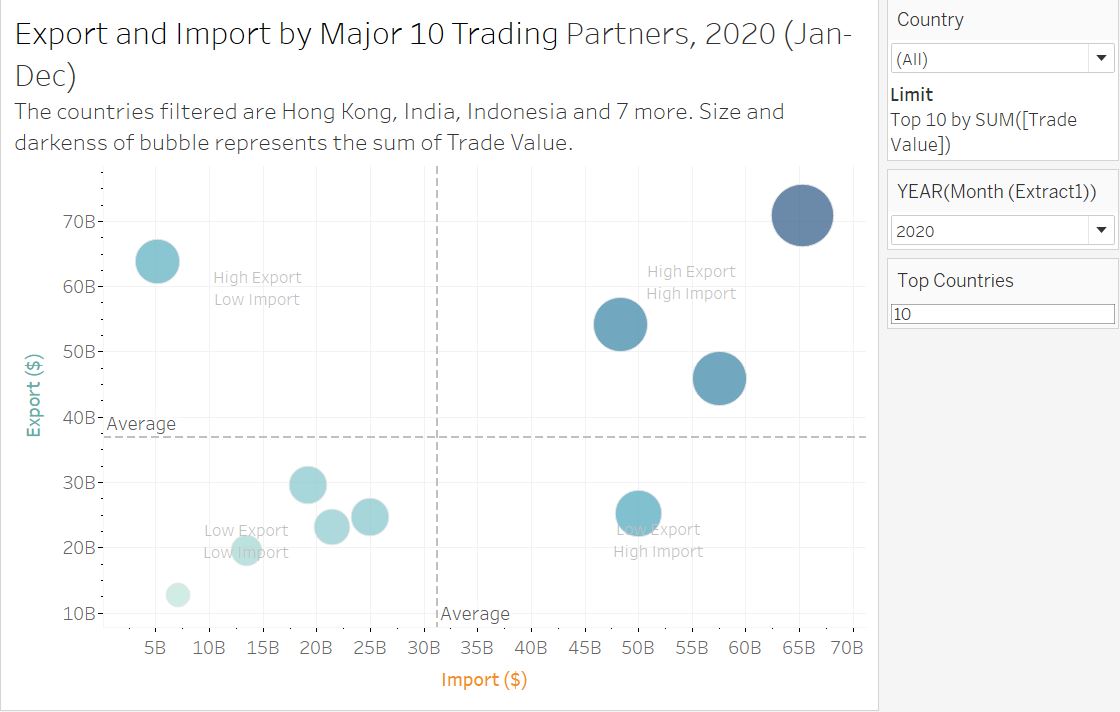 Export and Import by Major 10 Trading Partners, 2020 (Jan-
Dec)
The countries filtered are Hong Kong, India, Indonesia and 7 more. Size and
darkenss of bubble represents the sum of Trade Value.
Export ($)
70B
60B
50B
40B
30B
20B
10B
High Export
Low Import
High Export
High Import
Average
Low Export
Low Import
Low Export
High Import
Average
5B 10B 15B 20B 25B 30B 35B 40B 45B 50B 55B 60B 65B 70B
Import ($)
Country
(All)
Limit
Top 10 by SUM([Trade
Value])
YEAR(Month (Extract1))
2020
Top Countries
10